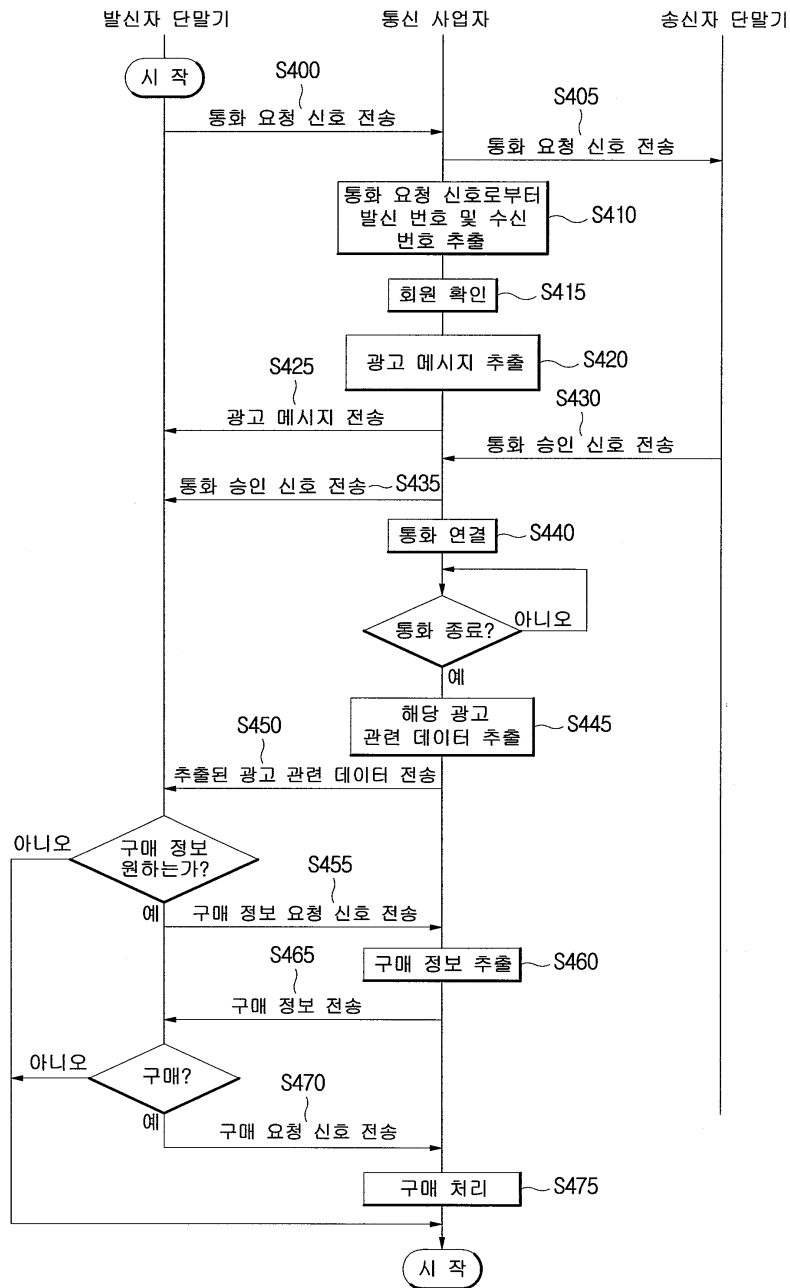 발신자 단말기
통신 사업자
송신자 단말기
시 작
S400
통화 요청 신호 전송
S405
통화 요청 신호 전송
통화 요청 신호로부터
발신 번호 및 수신
번호 추출
S410
회원 확인
S415
광고 메시지 추출
S420
S425
광고 메시지 전송
S430
통화 승인 신호 전송
통화 승인 신호 전송
S435
통화 연결
S440
통화 종료?
아니오
예
해당 광고
관련 데이터 추출
S445
S450
추출된 광고 관련 데이터 전송
아니오
구매 정보
원하는가?
예
S455
구매 정보 요청 신호 전송
구매 정보 추출
S460
S465
구매 정보 전송
아니오
구매?
예
S470
구매 요청 신호 전송
구매 처리
S475
시 작